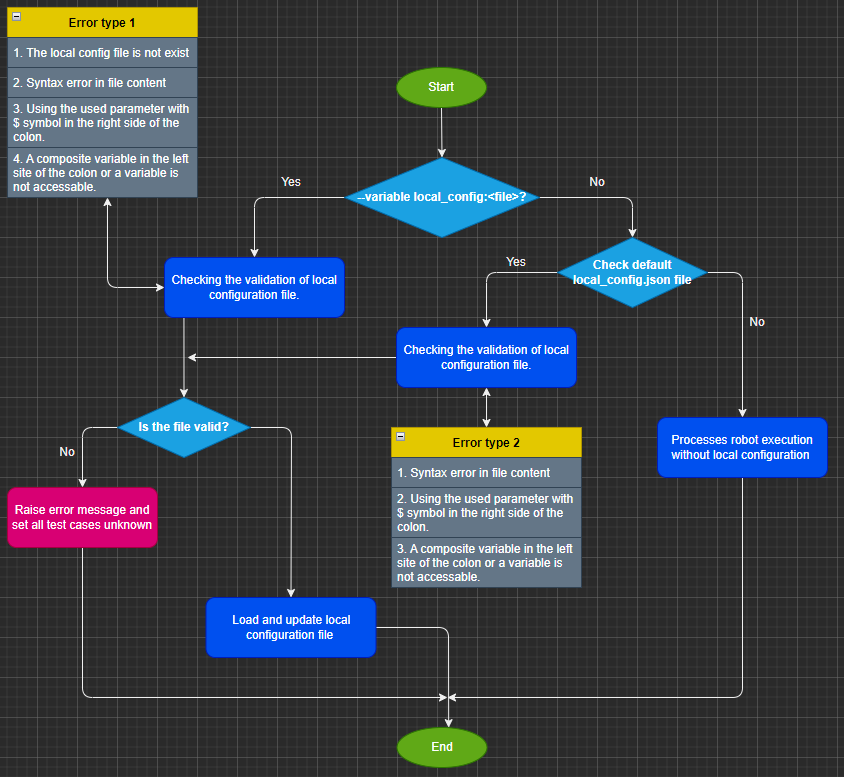 Error type 1
1. The local config file is not exist
2. Syntax error in file content
3. Using the used parameter with
$ symbol in the right side of the
colon.
4. A composite variable in the left
site of the colon or a variable is
not accessable.
Start
--variable local_config:<file>?
Yes
No
Checking the validation of local
configuration file.
Check default
local_config.json file
Yes
No
Checking the validation of local
configuration file.
Is the file valid?
No
Error type 2
1. Syntax error in file content
2. Using the used parameter with
$ symbol in the right side of the
colon.
3. A composite variable in the left
site of the colon or a variable is
not accessable.
Processes robot execution
without local configuration
Raise error message and
set all test cases unknown
Load and update local
configuration file
End